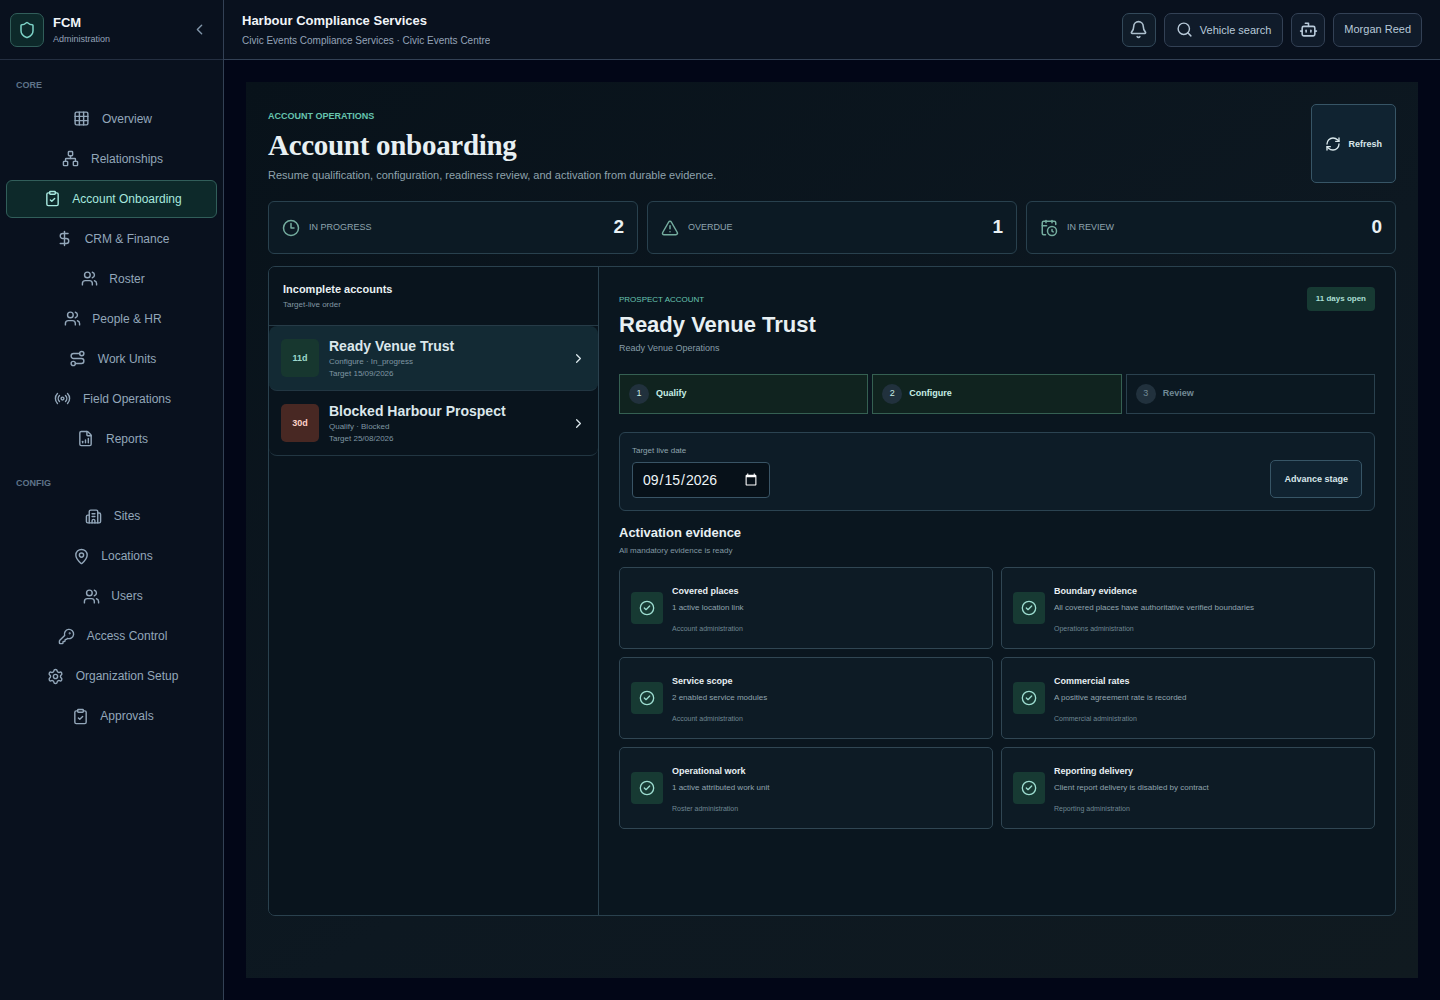 FCM
Administration
Harbour Compliance Services
Civic Events Compliance Services · Civic Events Centre
Vehicle search
Morgan Reed
CORE
Overview
Relationships
Account Onboarding
CRM & Finance
Roster
People & HR
Work Units
Field Operations
Reports
CONFIG
Sites
Locations
Users
Access Control
Organization Setup
Approvals
ACCOUNT OPERATIONS
Account onboarding
Resume qualification, configuration, readiness review, and activation from durable evidence.
Refresh
IN PROGRESS
2
OVERDUE
1
IN REVIEW
0
Incomplete accounts
Target-live order
11d
Ready Venue Trust
Configure · In_progress
Target 15/09/2026
30d
Blocked Harbour Prospect
Qualify · Blocked
Target 25/08/2026
PROSPECT ACCOUNT
Ready Venue Trust
Ready Venue Operations
11 days open
1 Qualify
2 Configure
3 Review
Target live date
09/15/2026
Advance stage
Activation evidence
All mandatory evidence is ready
Covered places
1 active location link
Account administration
Boundary evidence
All covered places have authoritative verified boundaries
Operations administration
Service scope
2 enabled service modules
Account administration
Commercial rates
A positive agreement rate is recorded
Commercial administration
Operational work
1 active attributed work unit
Roster administration
Reporting delivery
Client report delivery is disabled by contract
Reporting administration